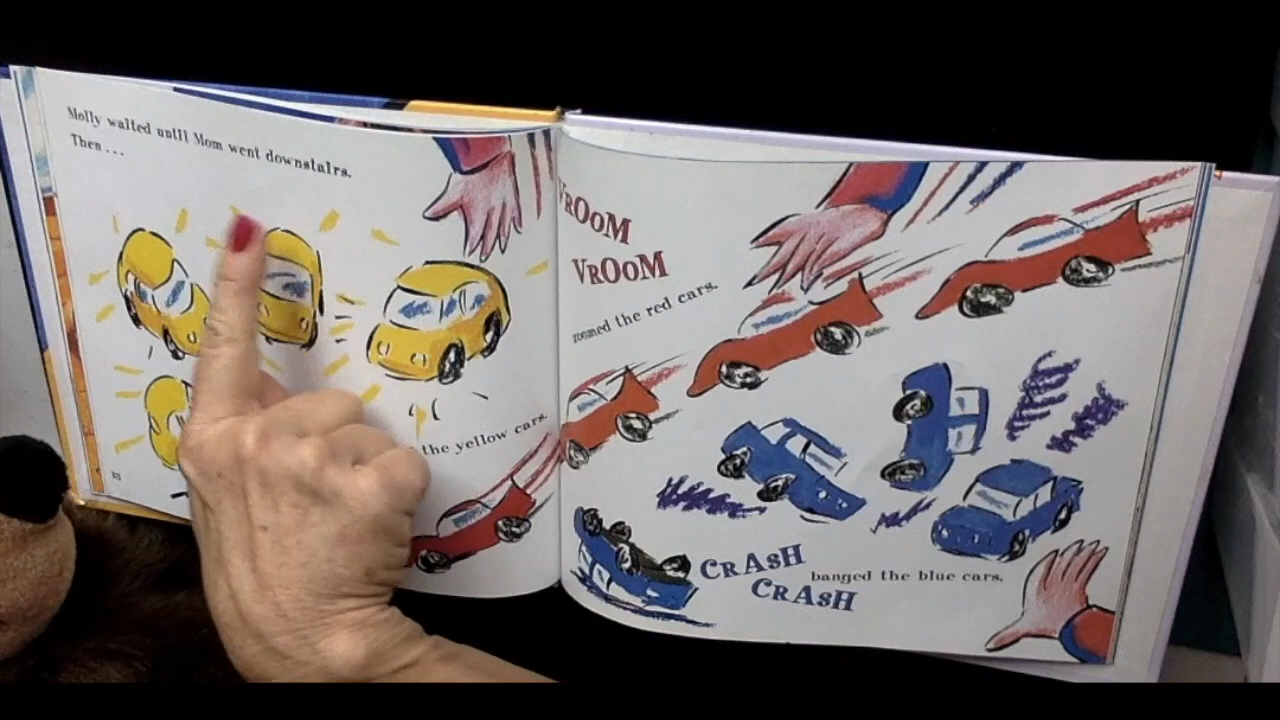 Molly waited until Mom went downstairs.
Then...
the yellow cars.
VROOM
VROOM
zoomed the red cars.
CRASH
CRASH
banged the blue cars.